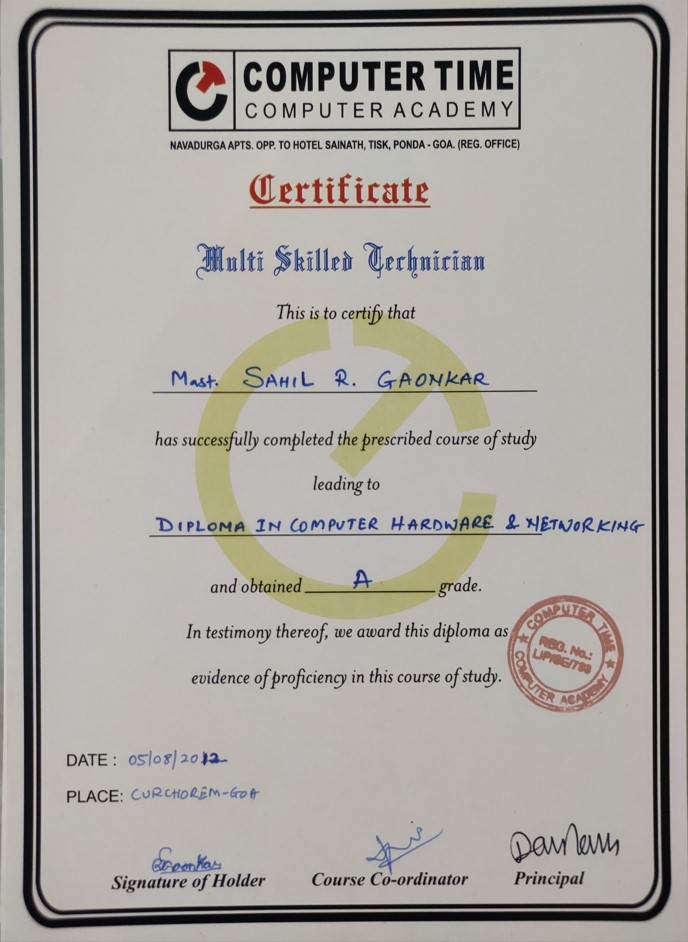 COMPUTER TIME
COMPUTER ACADEMY
NAVADURGA APTS. OPP. TO HOTEL SAINATH, TISK, PONDA - GOA. (REG. OFFICE)
Certificate
Multi Skilled Technician
This is to certify that
Mast. SAHIL R. GAONKAR
has successfully completed the prescribed course of study
leading to
DIPLOMA IN COMPUTER HARDWARE & NETWORKING
and obtained A grade.
In testimony thereof, we award this diploma as
evidence of proficiency in this course of study.
COMPUTER TIME
REG. No.:
COMPUTER ACADEMY
DATE : 05/08/2012
PLACE: CURCHOREM-GOA
Signature of Holder
Course Co-ordinator
Principal